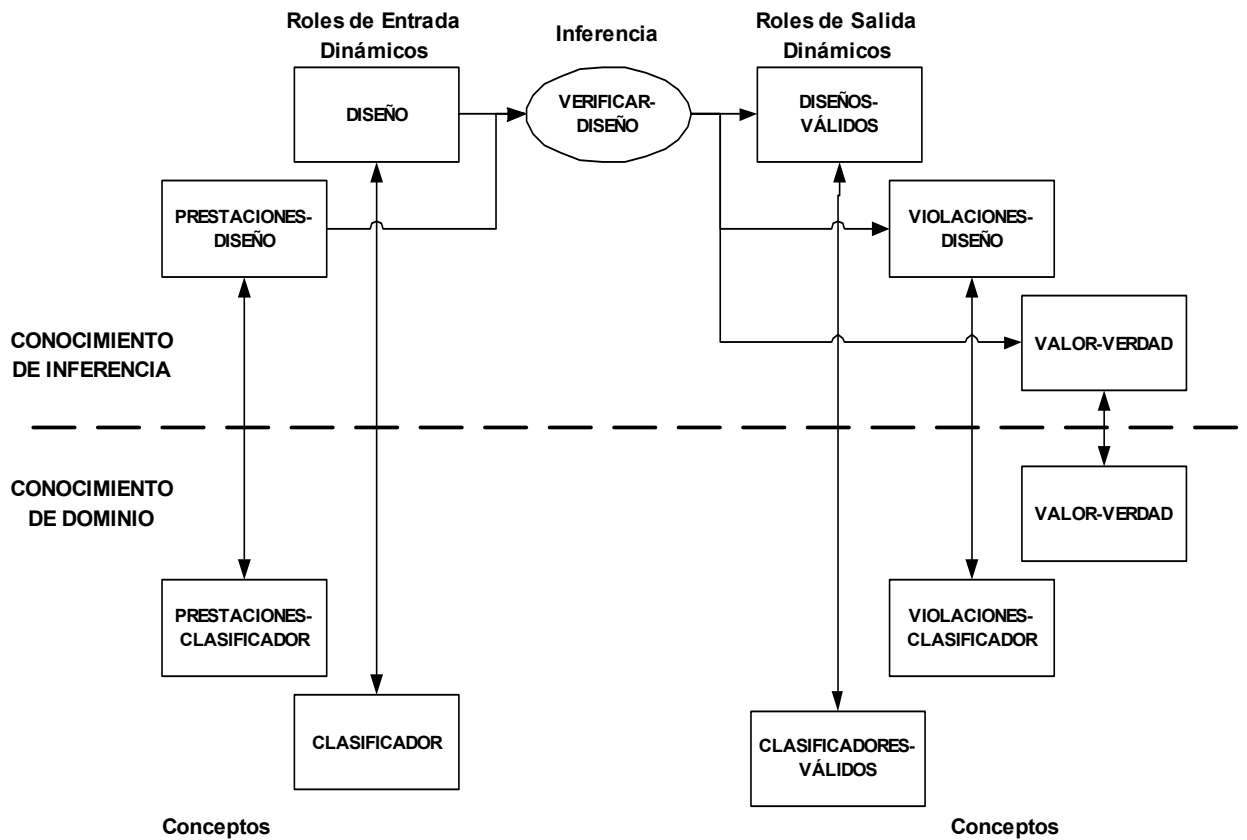 Roles de Entrada
Dinámicos
Inferencia
Roles de Salida
Dinámicos
DISEÑO
VERIFICAR-
DISEÑO
DISEÑOS-
VÁLIDOS
PRESTACIONES-
DISEÑO
VIOLACIONES-
DISEÑO
CONOCIMIENTO
DE INFERENCIA
VALOR-VERDAD
CONOCIMIENTO
DE DOMINIO
VALOR-VERDAD
PRESTACIONES-
CLASIFICADOR
VIOLACIONES-
CLASIFICADOR
CLASIFICADOR
CLASIFICADORES-
VÁLIDOS
Conceptos
Conceptos